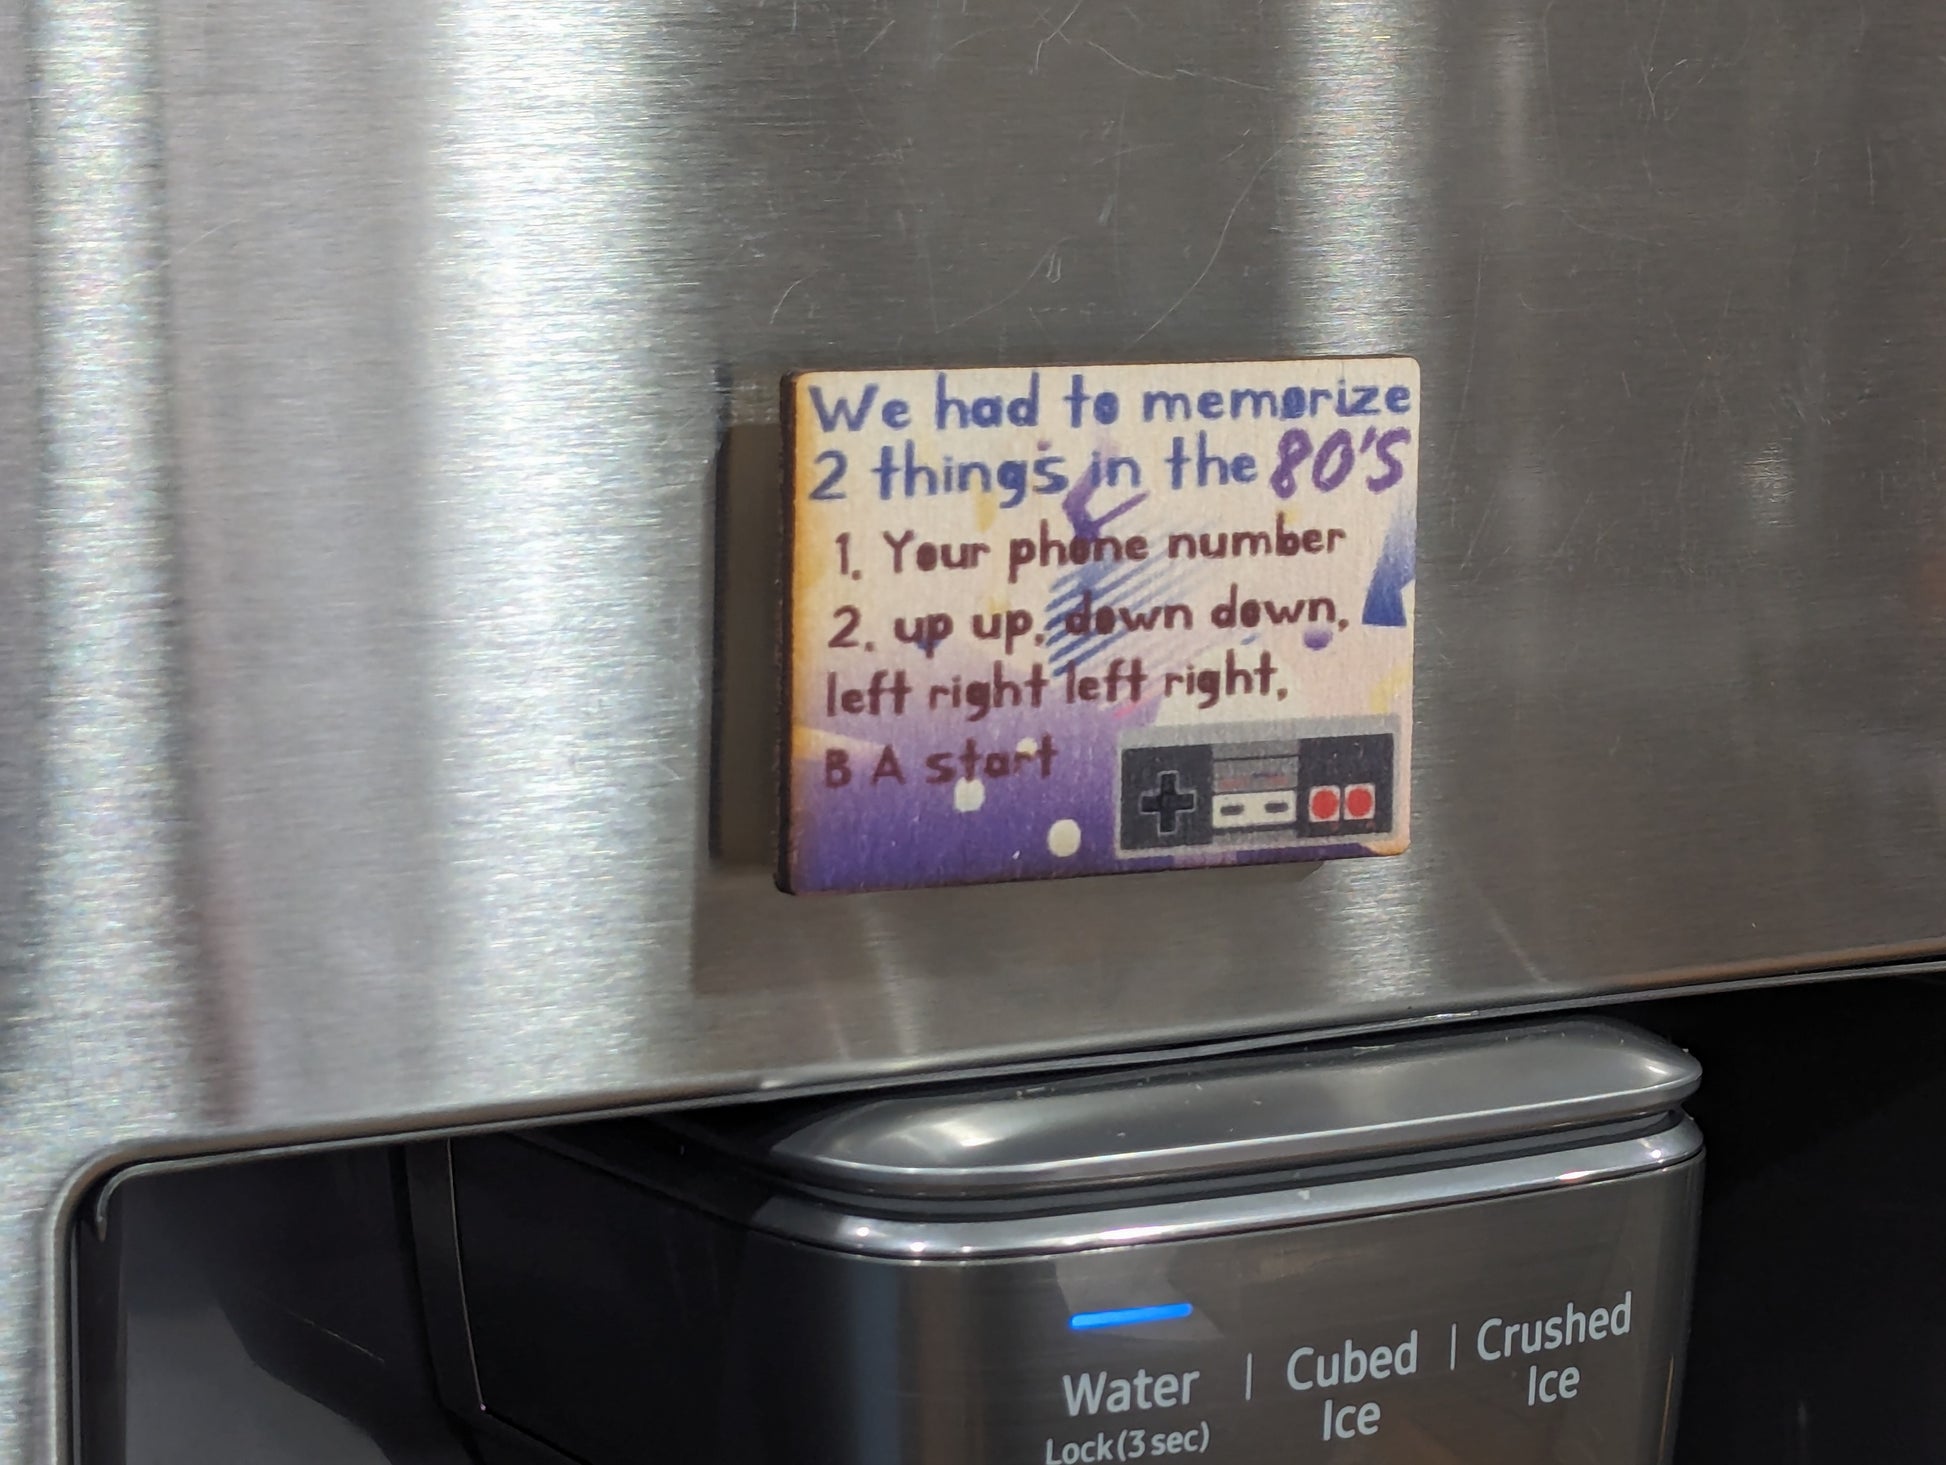 We had to memorize
2 things in the 80'S
1. Your phone number
2. up up, down down,
left right left right,
B A start
Water | Cubed Ice | Crushed Ice
Lock (3 sec)